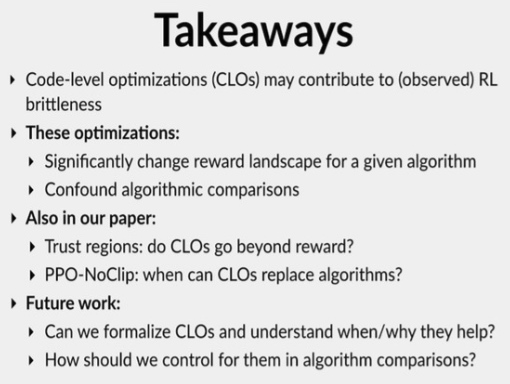 Takeaways
Code-level optimizations (CLOs) may contribute to (observed) RL
brittleness
These optimizations:
Significantly change reward landscape for a given algorithm
Confound algorithmic comparisons
Also in our paper:
Trust regions: do CLOs go beyond reward?
PPO-NoClip: when can CLOs replace algorithms?
Future work:
Can we formalize CLOs and understand when/why they help?
How should we control for them in algorithm comparisons?